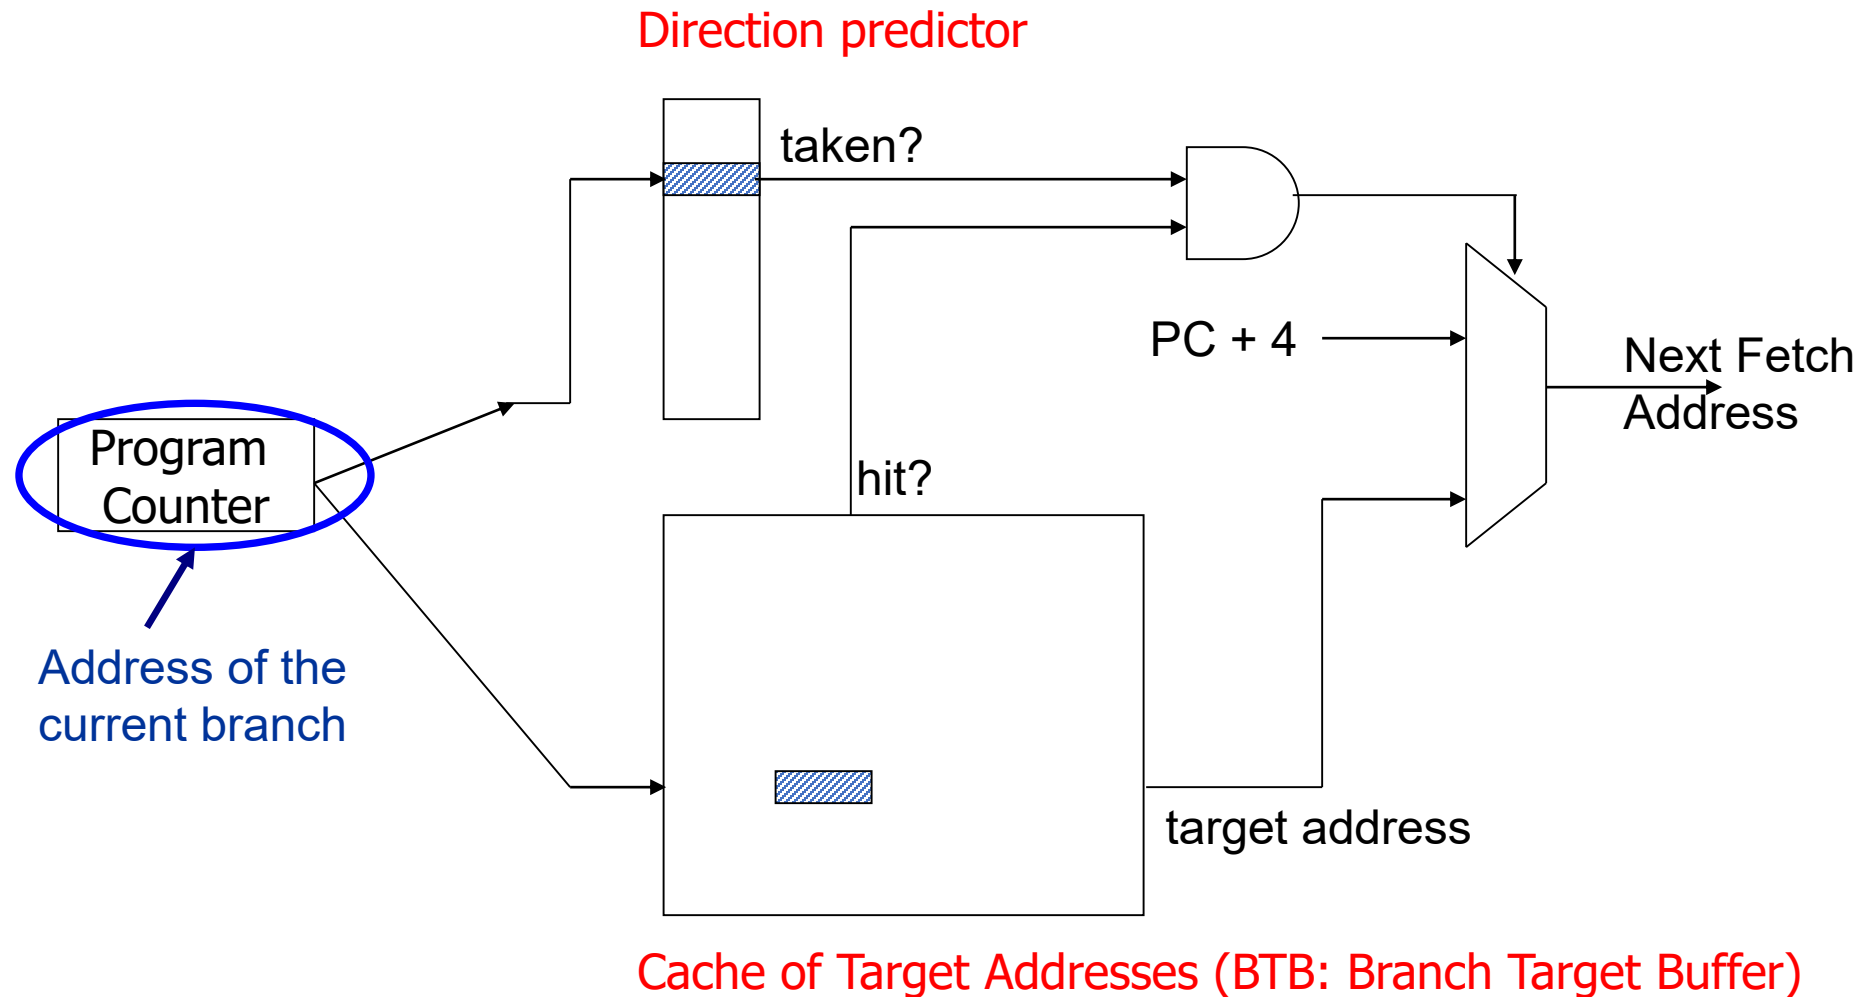 Direction predictor
taken?
PC + 4
Next Fetch
Address
Program
Counter
hit?
Address of the
current branch
target address
Cache of Target Addresses (BTB: Branch Target Buffer)